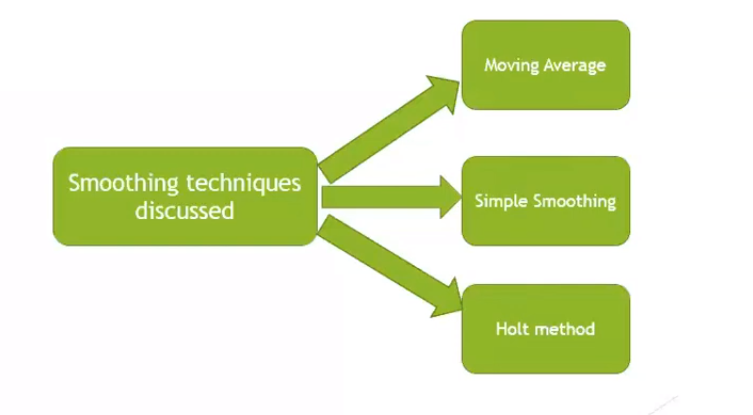 Smoothing techniques
discussed
Moving Average
Simple Smoothing
Holt method